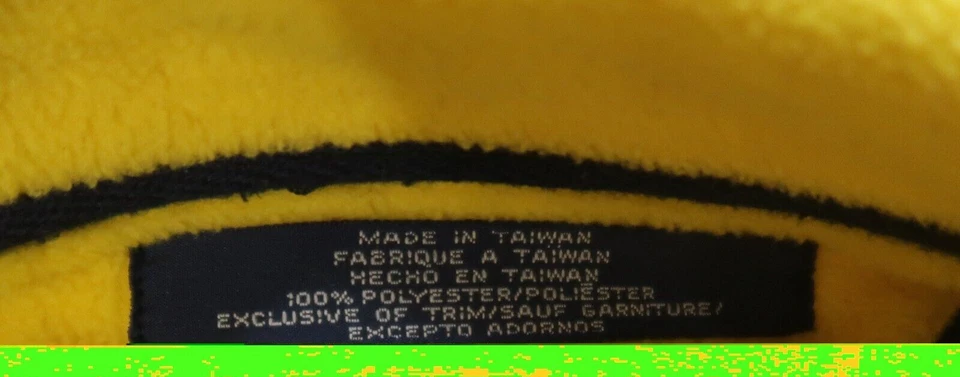 MADE IN TAIWAN
FABRIQUE A TAIWAN
HECHO EN TAIWAN
100% POLYESTER/POLIÉSTER
EXCLUSIVE OF TRIM/SAUF GARNITURE/
EXCEPTO ADORNOS